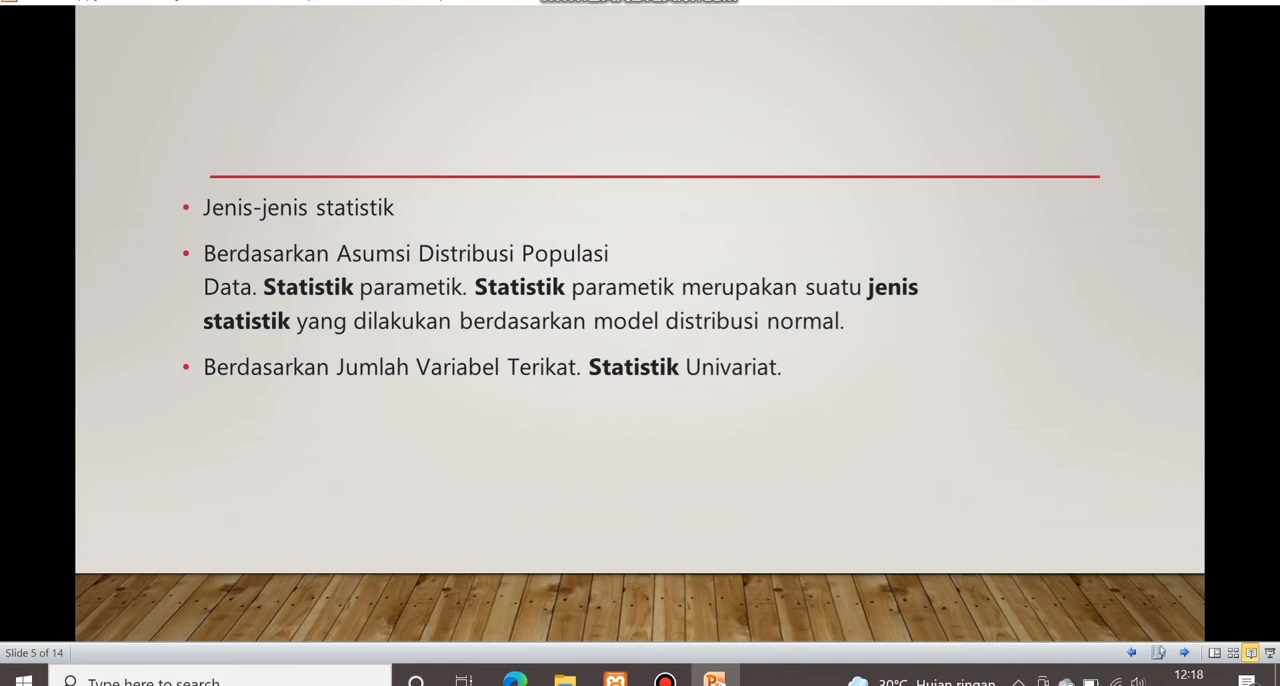 Jenis-jenis statistik
Berdasarkan Asumsi Distribusi Populasi
Data. Statistik parametik. Statistik parametik merupakan suatu jenis
statistik yang dilakukan berdasarkan model distribusi normal.
Berdasarkan Jumlah Variabel Terikat. Statistik Univariat.
Slide 5 of 14
Type here to search
30°C Hujan ringan
12:18